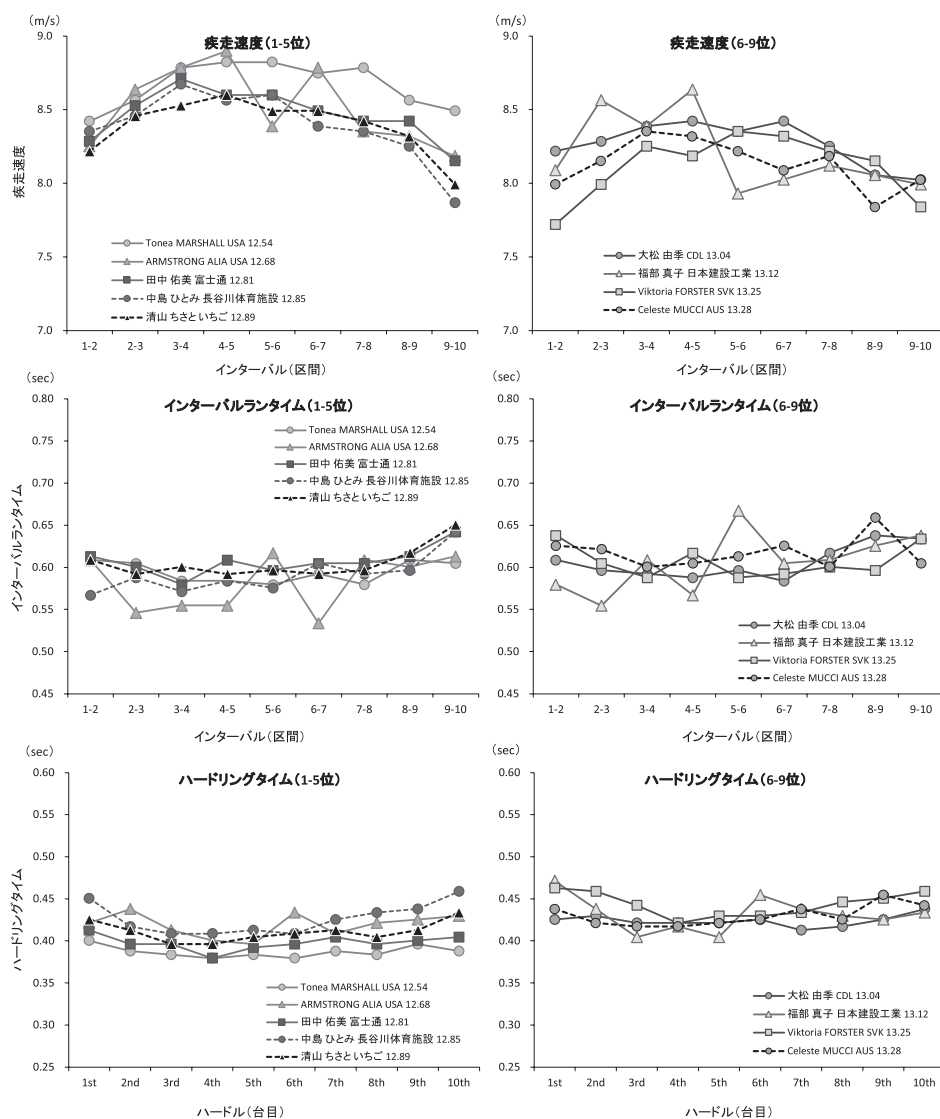 （m/s）
疾走速度（1-5位）
9.0
8.5
8.0
7.5
7.0
疾走速度
Tonea MARSHALL USA 12.54
ARMSTRONG ALIA USA 12.68
田中 佑美 富士通 12.81
中島 ひとみ 長谷川体育施設 12.85
清山 ちさと いちご 12.89
1-2 2-3 3-4 4-5 5-6 6-7 7-8 8-9 9-10
インターバル（区間）
（m/s）
疾走速度（6-9位）
9.0
8.5
8.0
7.5
7.0
大松 由季 CDL 13.04
福部 真子 日本建設工業 13.12
Viktoria FORSTER SVK 13.25
Celeste MUCCI AUS 13.28
1-2 2-3 3-4 4-5 5-6 6-7 7-8 8-9 9-10
インターバル（区間）
（sec）
インターバルランタイム（1-5位）
0.80
0.75
0.70
0.65
0.60
0.55
0.50
0.45
インターバルランタイム
Tonea MARSHALL USA 12.54
ARMSTRONG ALIA USA 12.68
田中 佑美 富士通 12.81
中島 ひとみ 長谷川体育施設 12.85
清山 ちさと いちご 12.89
1-2 2-3 3-4 4-5 5-6 6-7 7-8 8-9 9-10
インターバル（区間）
（sec）
インターバルランタイム（6-9位）
0.80
0.75
0.70
0.65
0.60
0.55
0.50
0.45
大松 由季 CDL 13.04
福部 真子 日本建設工業 13.12
Viktoria FORSTER SVK 13.25
Celeste MUCCI AUS 13.28
1-2 2-3 3-4 4-5 5-6 6-7 7-8 8-9 9-10
インターバル（区間）
（sec）
ハードリングタイム（1-5位）
0.60
0.55
0.50
0.45
0.40
0.35
0.30
0.25
ハードリングタイム
Tonea MARSHALL USA 12.54
ARMSTRONG ALIA USA 12.68
田中 佑美 富士通 12.81
中島 ひとみ 長谷川体育施設 12.85
清山 ちさと いちご 12.89
1st 2nd 3rd 4th 5th 6th 7th 8th 9th 10th
ハードル（台目）
（sec）
ハードリングタイム（6-9位）
0.60
0.55
0.50
0.45
0.40
0.35
0.30
0.25
大松 由季 CDL 13.04
福部 真子 日本建設工業 13.12
Viktoria FORSTER SVK 13.25
Celeste MUCCI AUS 13.28
1st 2nd 3rd 4th 5th 6th 7th 8th 9th 10th
ハードル（台目）